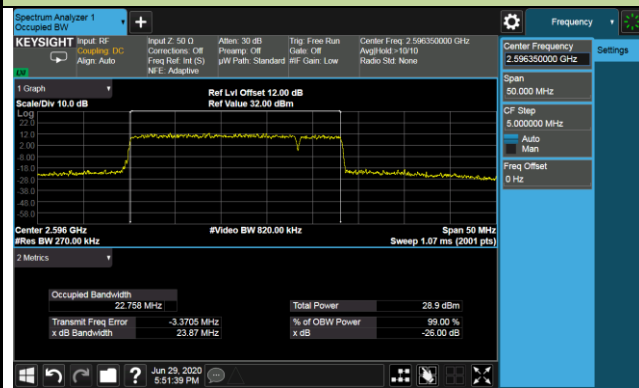 Spectrum Analyzer 1
Occupied BW
Frequency
KEYSIGHT
Input: RF
Coupling: DC
Align: Auto
Input Z: 50 Ω
Corrections: Off
Freq Ref: Int (S)
NFE: Adaptive
Atten: 30 dB
Preamp: Off
µW Path: Standard
Trig: Free Run
Gate: Off
#IF Gain: Low
Center Freq: 2.596350000 GHz
Avg|Hold:>10/10
Radio Std: None
LXI
Center Frequency
2.596350000 GHz
Settings
Span
50.000 MHz
CF Step
5.000000 MHz
Auto
Man
Freq Offset
0 Hz
1 Graph
Scale/Div 10.0 dB
Ref Lvl Offset 12.00 dB
Ref Value 32.00 dBm
Log
22.0
12.0
2.00
-8.00
-18.0
-28.0
-38.0
-48.0
-58.0
Center 2.596 GHz
#Video BW 820.00 kHz
Span 50 MHz
#Res BW 270.00 kHz
Sweep 1.07 ms (2001 pts)
2 Metrics
Occupied Bandwidth
22.758 MHz
Total Power
28.9 dBm
Transmit Freq Error
-3.3705 MHz
% of OBW Power
99.00 %
x dB Bandwidth
23.87 MHz
x dB
-26.00 dB
Jun 29, 2020
5:51:39 PM